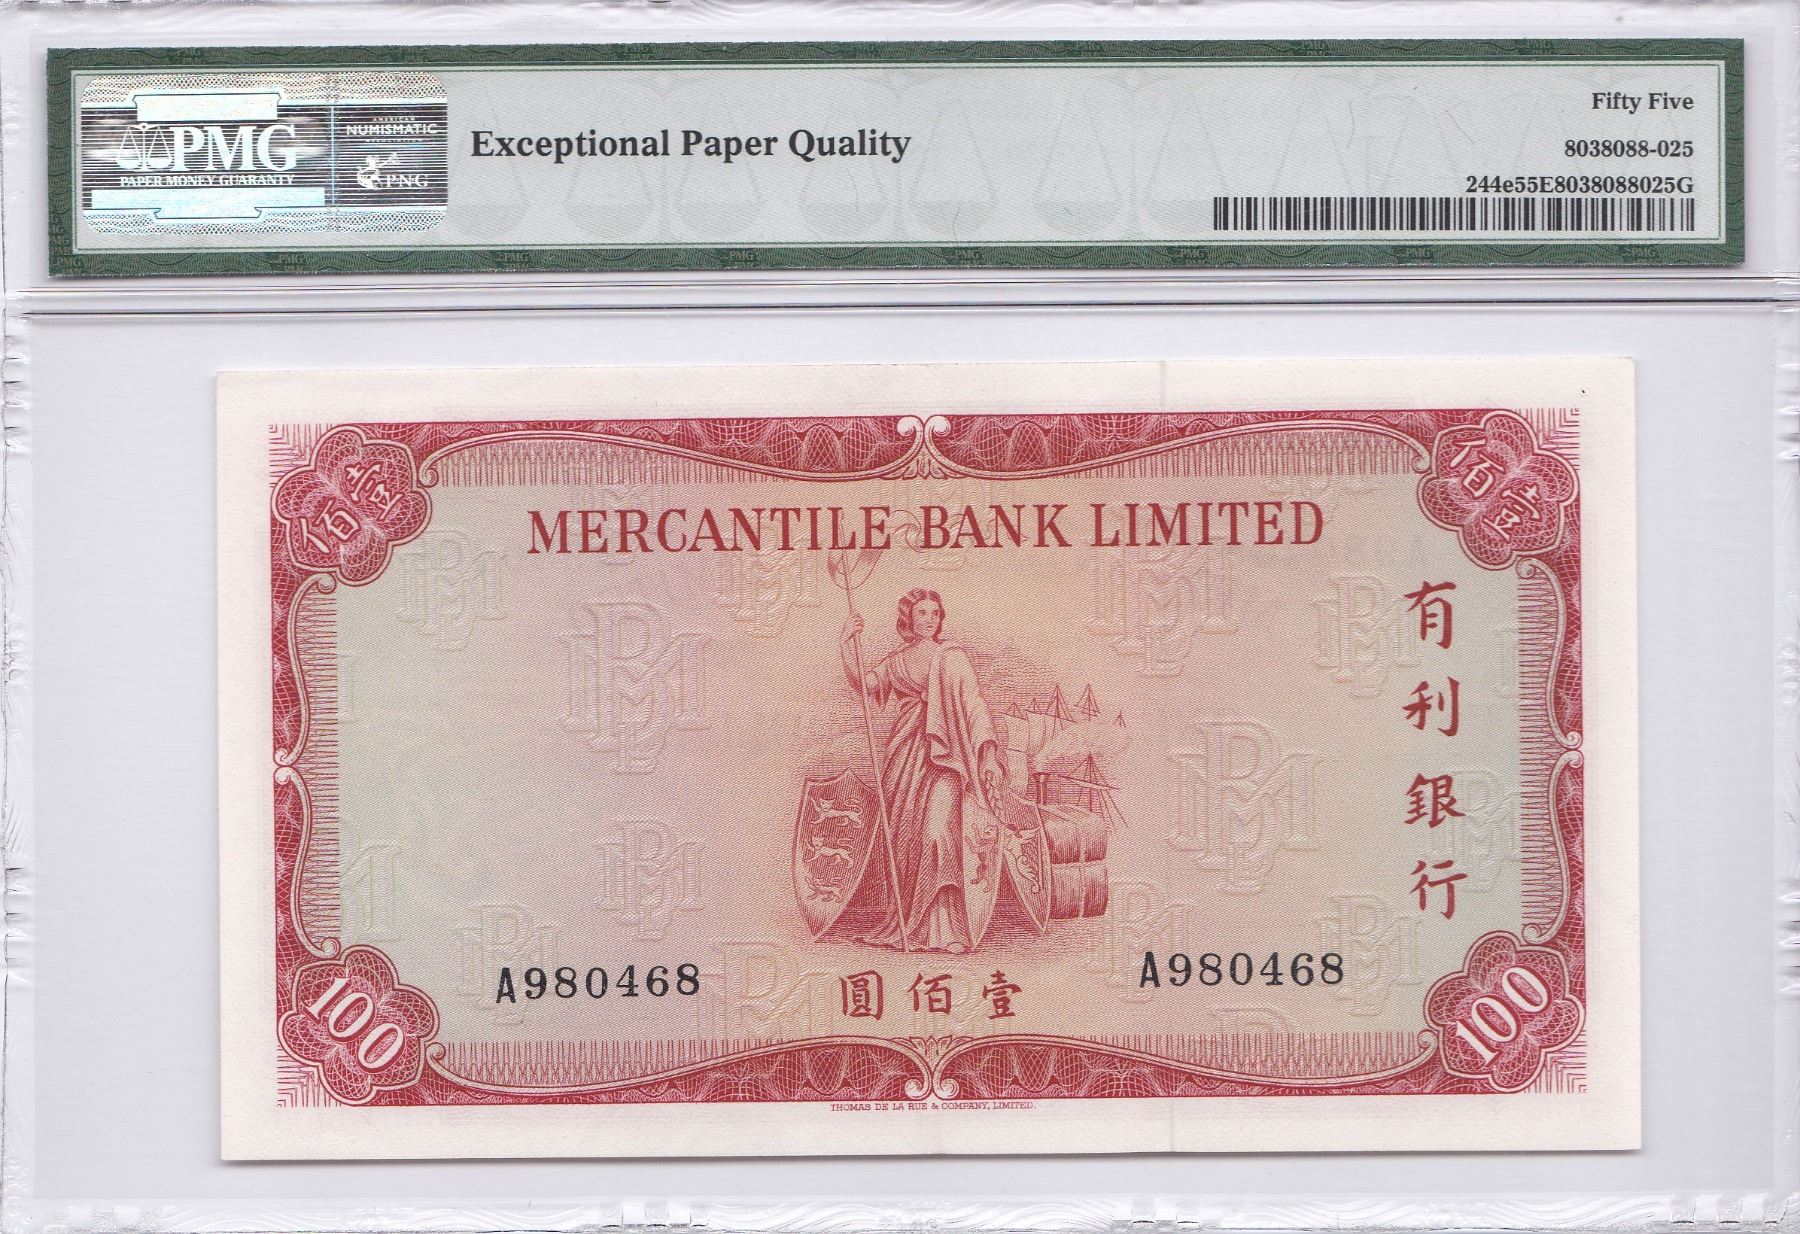 PMG
PAPER MONEY GUARANTY
AMERICAN
NUMISMATIC
ASSOCIATION
PNG
Exceptional Paper Quality
Fifty Five
8038088-025
244e55E8038088025G
壹佰
佰壹
MERCANTILE BANK LIMITED
有利銀行
A980468
A980468
圓佰壹
100
100
THOMAS DE LA RUE & COMPANY, LIMITED.